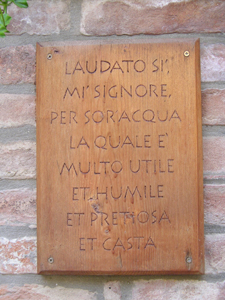 LAUDATO SI',
MI' SIGNORE,
PER SORACQUA
LA QUALE E'
MULTO UTILE
ET HUMILE
ET PRETIOSA
ET CASTA